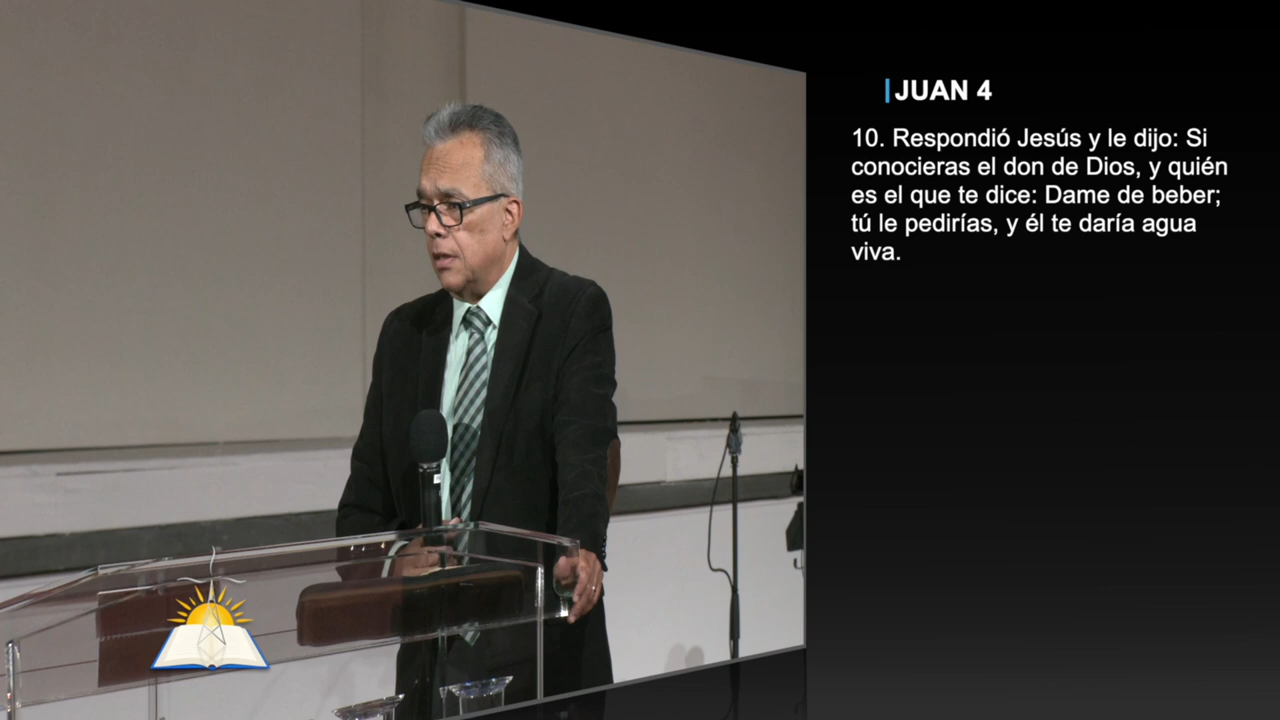 JUAN 4
10. Respondió Jesús y le dijo: Si
conocieras el don de Dios, y quién
es el que te dice: Dame de beber;
tú le pedirías, y él te daría agua
viva.